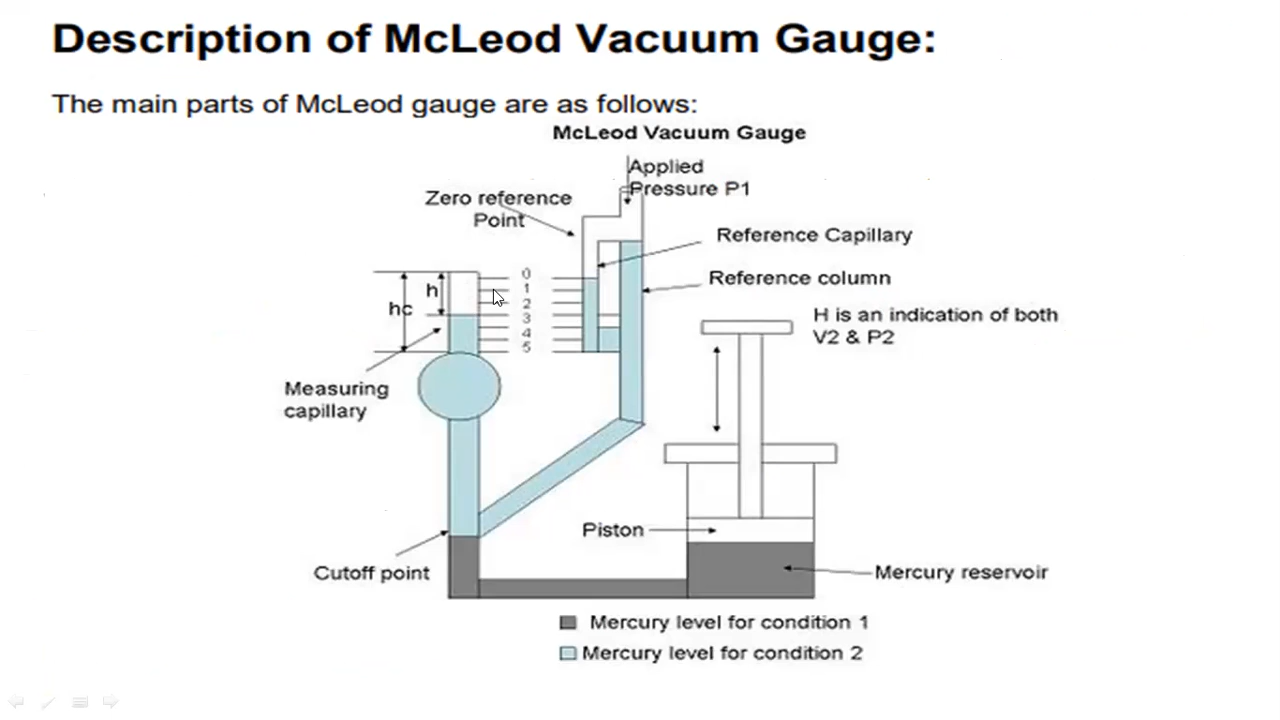 Description of McLeod Vacuum Gauge:
The main parts of McLeod gauge are as follows:
McLeod Vacuum Gauge
Applied
Pressure P1
Zero reference
Point
Reference Capillary
Reference column
H is an indication of both
V2 & P2
0
1
2
3
4
5
h
hc
Measuring
capillary
Piston
Cutoff point
Mercury reservoir
Mercury level for condition 1
Mercury level for condition 2